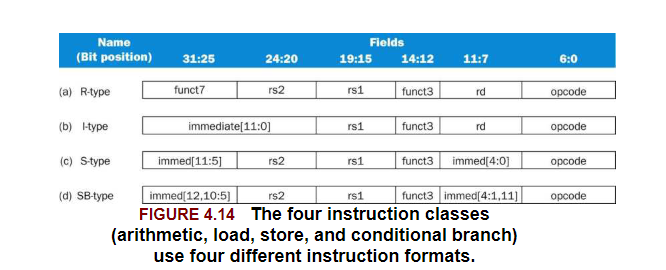 Name Fields
(Bit position) 31:25 24:20 19:15 14:12 11:7 6:0
(a) R-type funct7 rs2 rs1 funct3 rd opcode
(b) I-type immediate[11:0] rs1 funct3 rd opcode
(c) S-type immed[11:5] rs2 rs1 funct3 immed[4:0] opcode
(d) SB-type immed[12,10:5] rs2 rs1 funct3 immed[4:1,11] opcode
FIGURE 4.14 The four instruction classes
(arithmetic, load, store, and conditional branch)
use four different instruction formats.